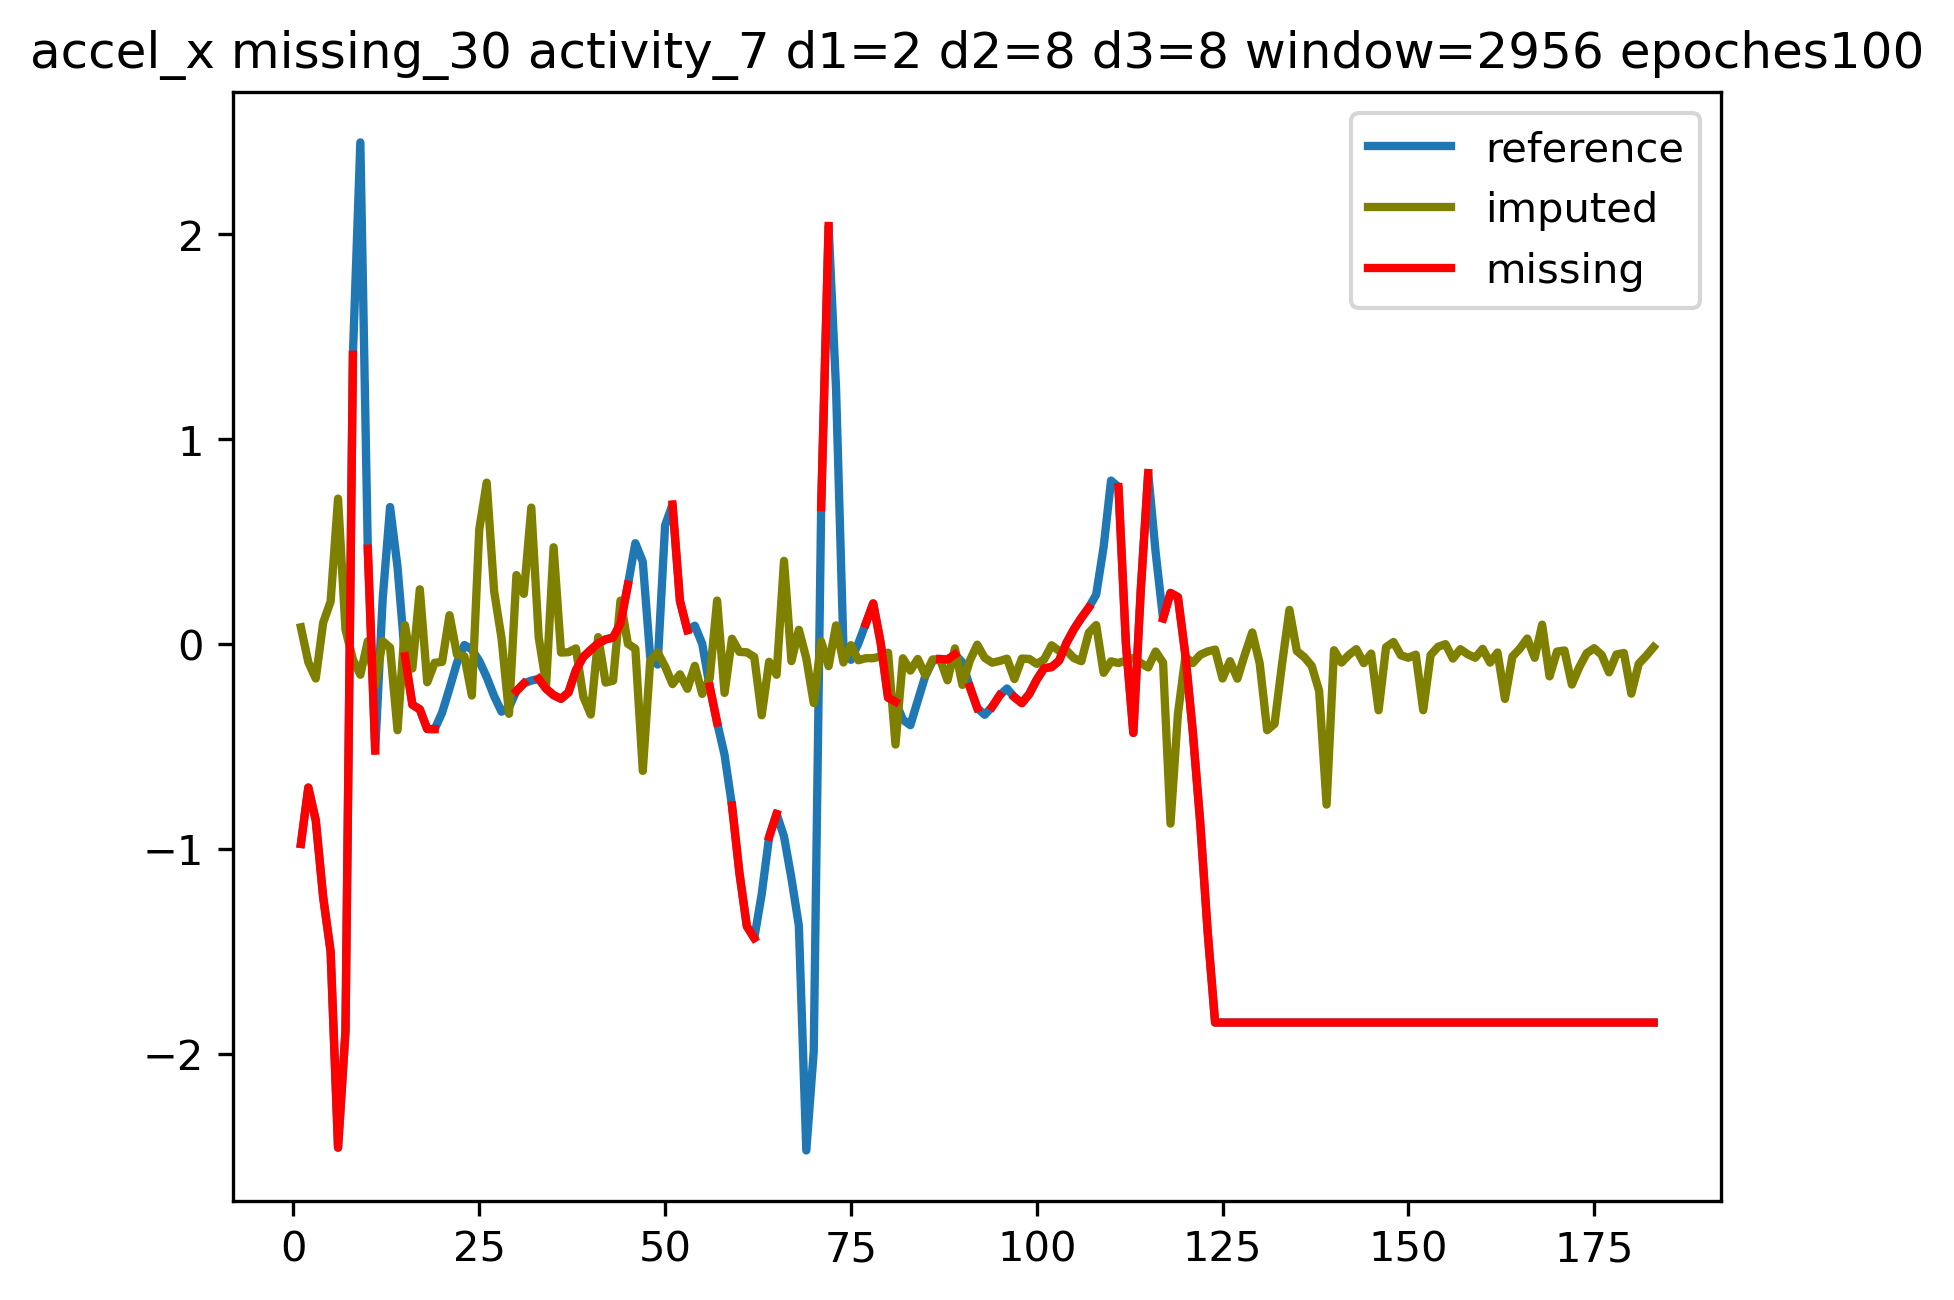 accel_x missing_30 activity_7 d1=2 d2=8 d3=8 window=2956 epoches100
reference
imputed
missing
2
1
0
−1
−2
0 25 50 75 100 125 150 175